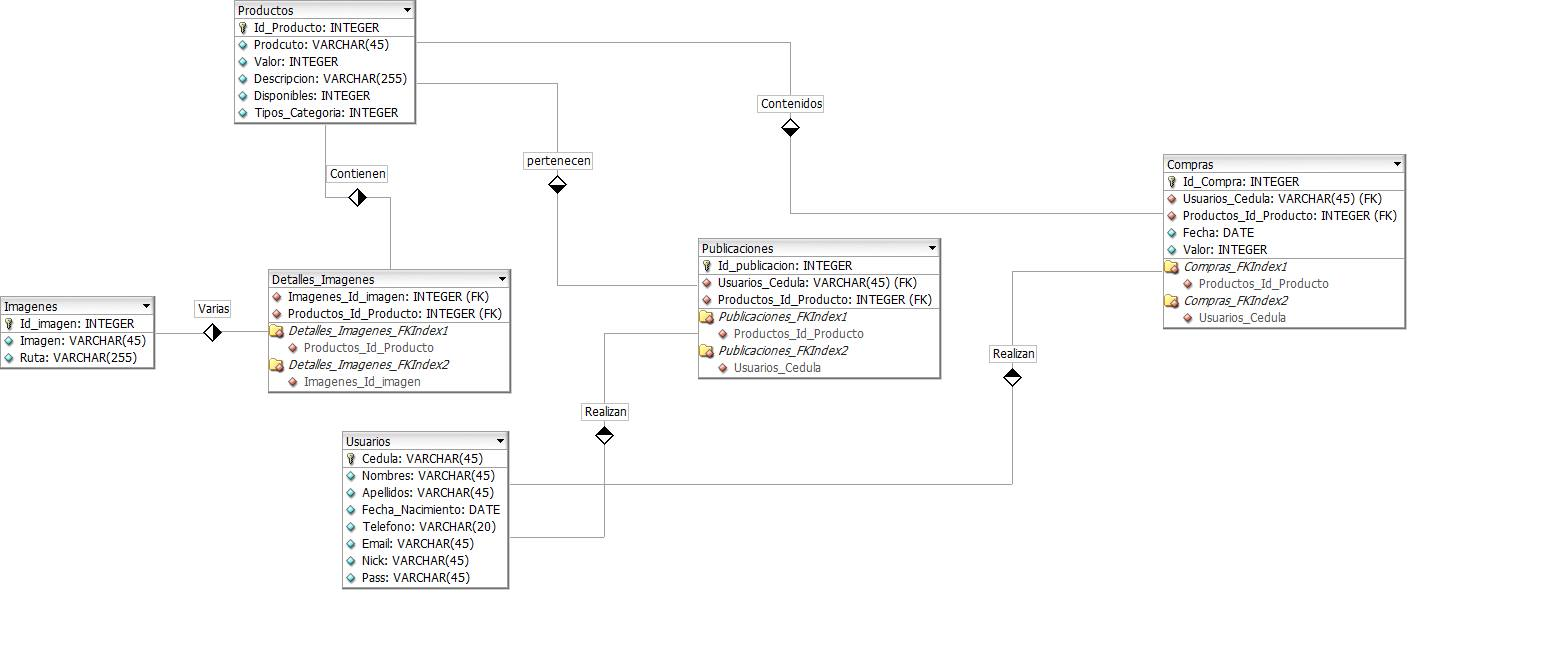 Productos
Id_Producto: INTEGER
Prodcuto: VARCHAR(45)
Valor: INTEGER
Descripcion: VARCHAR(255)
Disponibles: INTEGER
Tipos_Categoria: INTEGER
Contenidos
pertenecen
Contienen
Compras
Id_Compra: INTEGER
Usuarios_Cedula: VARCHAR(45) (FK)
Productos_Id_Producto: INTEGER (FK)
Fecha: DATE
Valor: INTEGER
Compras_FKIndex1
Productos_Id_Producto
Compras_FKIndex2
Usuarios_Cedula
Publicaciones
Id_publicacion: INTEGER
Usuarios_Cedula: VARCHAR(45) (FK)
Productos_Id_Producto: INTEGER (FK)
Publicaciones_FKIndex1
Productos_Id_Producto
Publicaciones_FKIndex2
Usuarios_Cedula
Detalles_Imagenes
Imagenes_Id_imagen: INTEGER (FK)
Productos_Id_Producto: INTEGER (FK)
Detalles_Imagenes_FKIndex1
Productos_Id_Producto
Detalles_Imagenes_FKIndex2
Imagenes_Id_imagen
Imagenes
Id_imagen: INTEGER
Imagen: VARCHAR(45)
Ruta: VARCHAR(255)
Varias
Realizan
Realizan
Usuarios
Cedula: VARCHAR(45)
Nombres: VARCHAR(45)
Apellidos: VARCHAR(45)
Fecha_Nacimiento: DATE
Telefono: VARCHAR(20)
Email: VARCHAR(45)
Nick: VARCHAR(45)
Pass: VARCHAR(45)